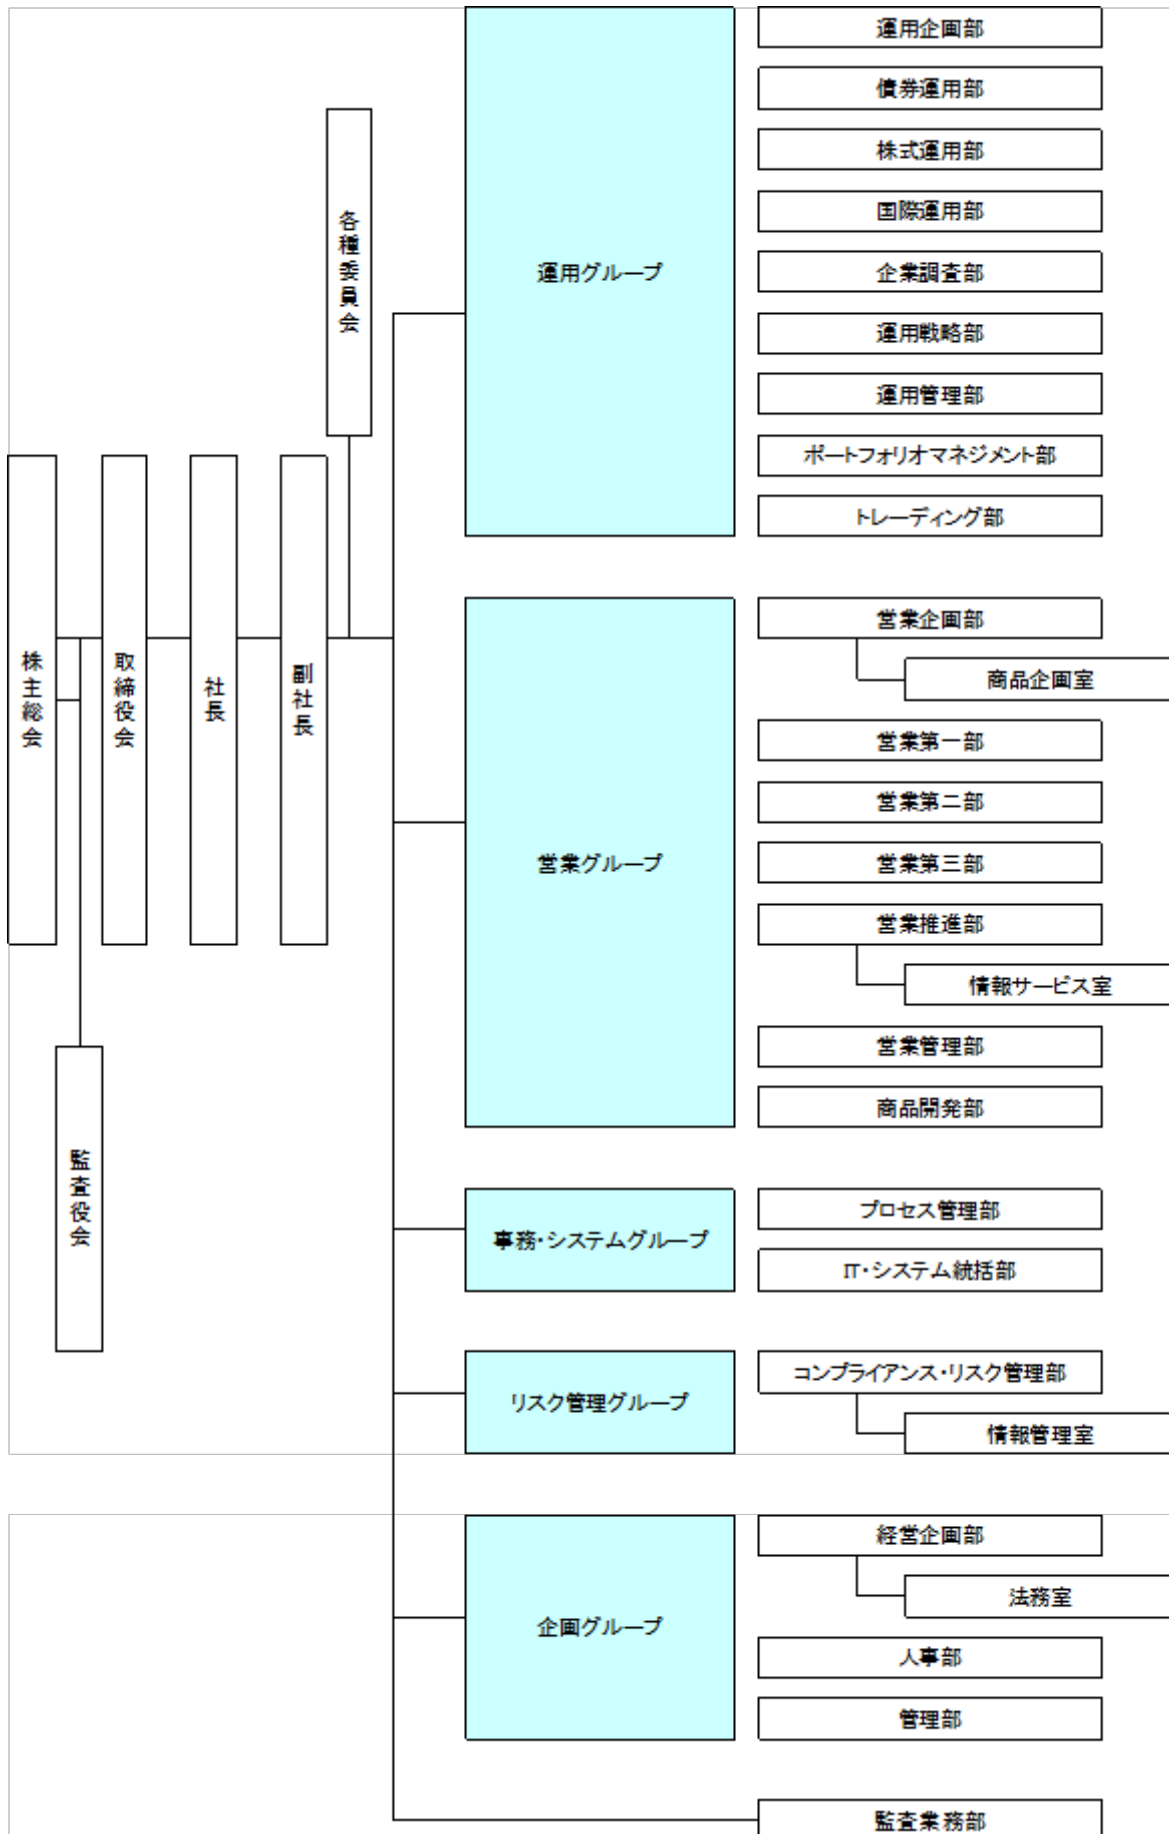 株主総会
監査役会
取締役会
社長
副社長
各種委員会
運用グループ
運用企画部
債券運用部
株式運用部
国際運用部
企業調査部
運用戦略部
運用管理部
ポートフォリオマネジメント部
トレーディング部
営業グループ
営業企画部
商品企画室
営業第一部
営業第二部
営業第三部
営業推進部
情報サービス室
営業管理部
商品開発部
事務・システムグループ
プロセス管理部
IT・システム統括部
リスク管理グループ
コンプライアンス・リスク管理部
情報管理室
企画グループ
経営企画部
法務室
人事部
管理部
監査業務部